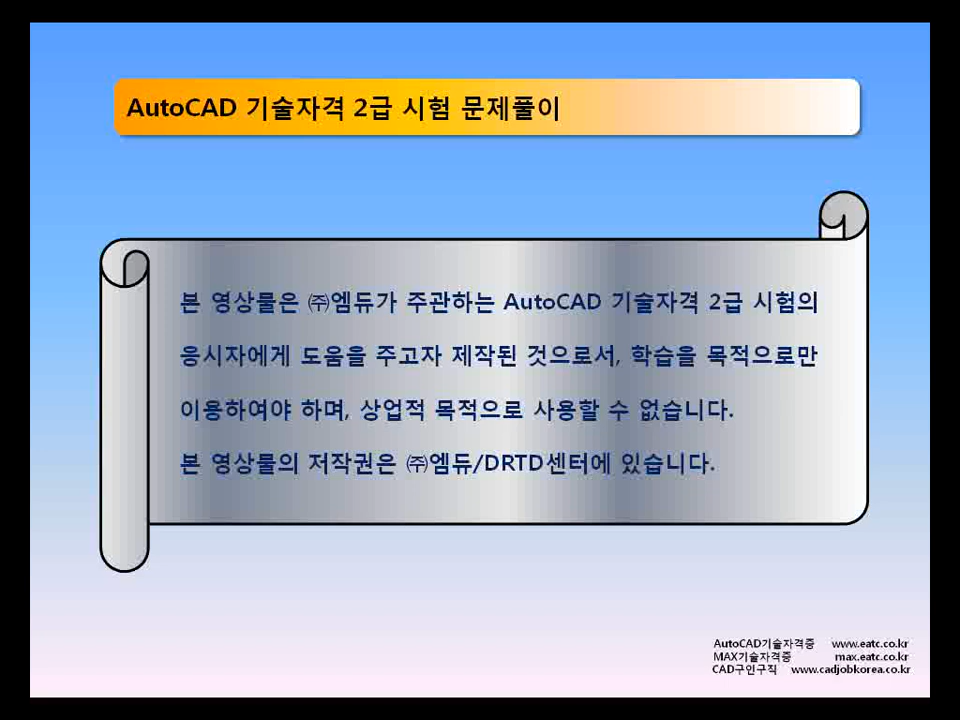 AutoCAD 기술자격 2급 시험 문제풀이
본 영상물은 ㈜엠듀가 주관하는 AutoCAD 기술자격 2급 시험의
응시자에게 도움을 주고자 제작된 것으로서, 학습을 목적으로만
이용하여야 하며, 상업적 목적으로 사용할 수 없습니다.
본 영상물의 저작권은 ㈜엠듀/DRTD센터에 있습니다.
AutoCAD기술자격증 www.eatc.co.kr
MAX기술자격증 max.eatc.co.kr
CAD구인구직 www.cadjobkorea.co.kr